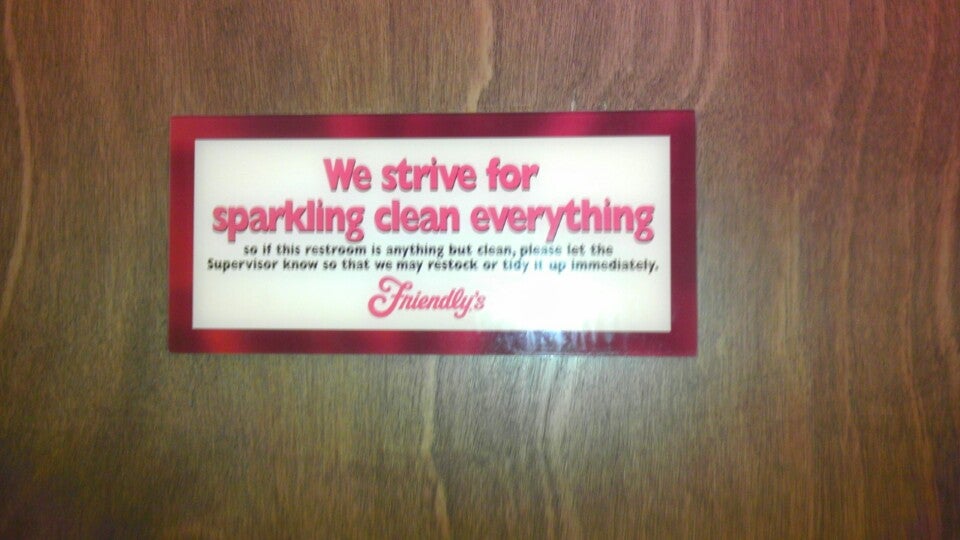 We strive for
sparkling clean everything
so if this restroom is anything but clean, please let the
Supervisor know so that we may restock or tidy it up immediately.
Friendly's